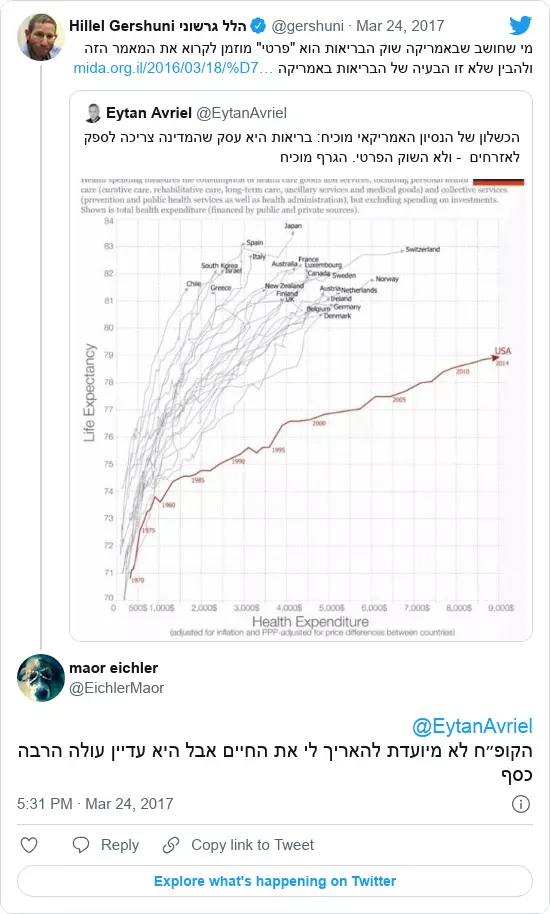 Hillel Gershuni הלל גרשוני @gershuni · Mar 24, 2017
מי שחושב שבאמריקה שוק הבריאות הוא "פרטי" מוזמן לקרוא את המאמר הזה
ולהבין שלא זו הבעיה של הבריאות באמריקה mida.org.il/2016/03/18/%D7…
Eytan Avriel @EytanAvriel
הכשלון של הנסיון האמריקאי מוכיח: בריאות היא עסק שהמדינה צריכה לספק
לאזרחים - ולא השוק הפרטי. הגרף מוכיח
Health spending measures the consumption of health care goods and services, including personal health
care (curative care, rehabilitative care, long-term care, ancillary services and medical goods) and collective services
(prevention and public health services as well as health administration), but excluding spending on investments.
Shown is total health expenditure (financed by public and private sources).
84
83
82
81
80
79
78
77
76
75
74
73
72
71
70
Life Expectancy
Japan
Spain
Italy
Switzerland
France
Australia
Luxembourg
South Korea
Israel
Canada
Sweden
Norway
Chile
Greece
New Zealand
Finland
UK
Austria
Netherlands
Ireland
Belgium
Germany
Denmark
USA
2014
2010
2005
2000
1995
1990
1985
1980
1975
1970
0 500$ 1,000$ 2,000$ 3,000$ 4,000$ 5,000$ 6,000$ 7,000$ 8,000$ 9,000$
Health Expenditure
(adjusted for inflation and PPP-adjusted for price differences between countries)
maor eichler
@EichlerMaor
@EytanAvriel
הקופ״ח לא מיועדת להאריך לי את החיים אבל היא עדיין עולה הרבה
כסף
5:31 PM · Mar 24, 2017
Reply Copy link to Tweet
Explore what's happening on Twitter